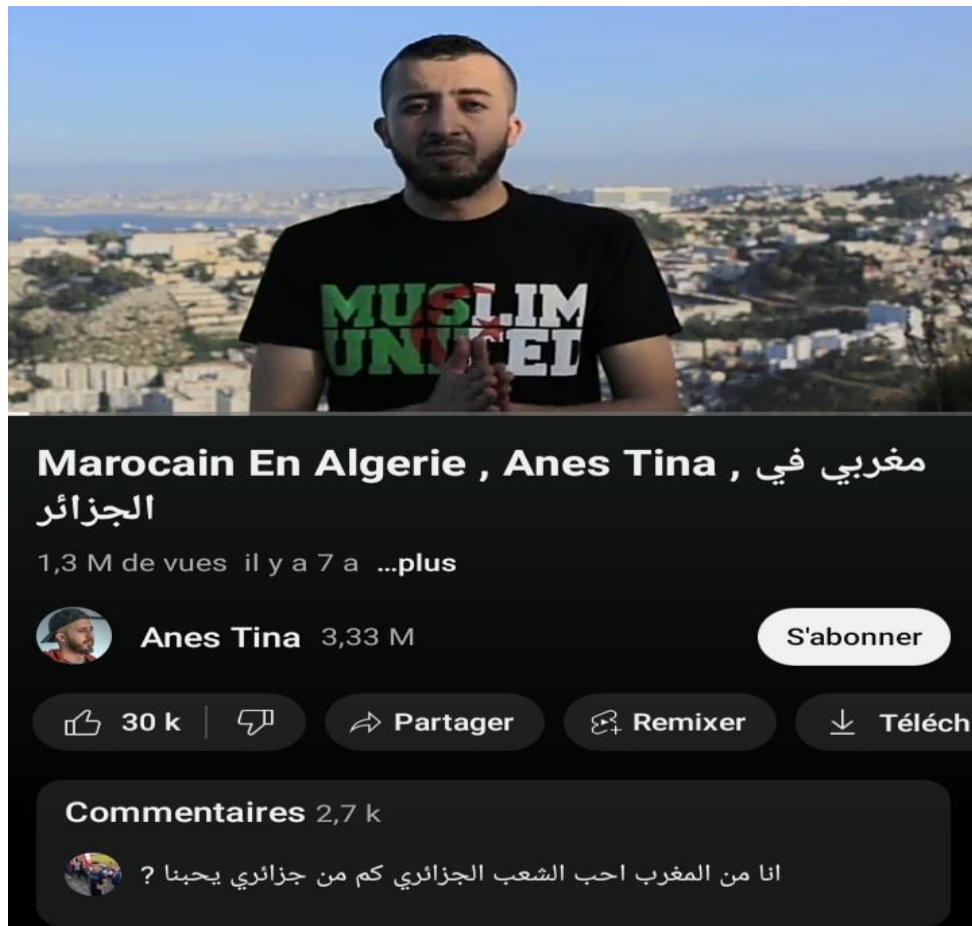 MUSLIM
UNITED
Marocain En Algerie , Anes Tina , مغربي في
الجزائر
1,3 M de vues il y a 7 a ...plus
Anes Tina 3,33 M S'abonner
30 k Partager Remixer Téléch
Commentaires 2,7 k
انا من المغرب احب الشعب الجزائري كم من جزائري يحبنا ?